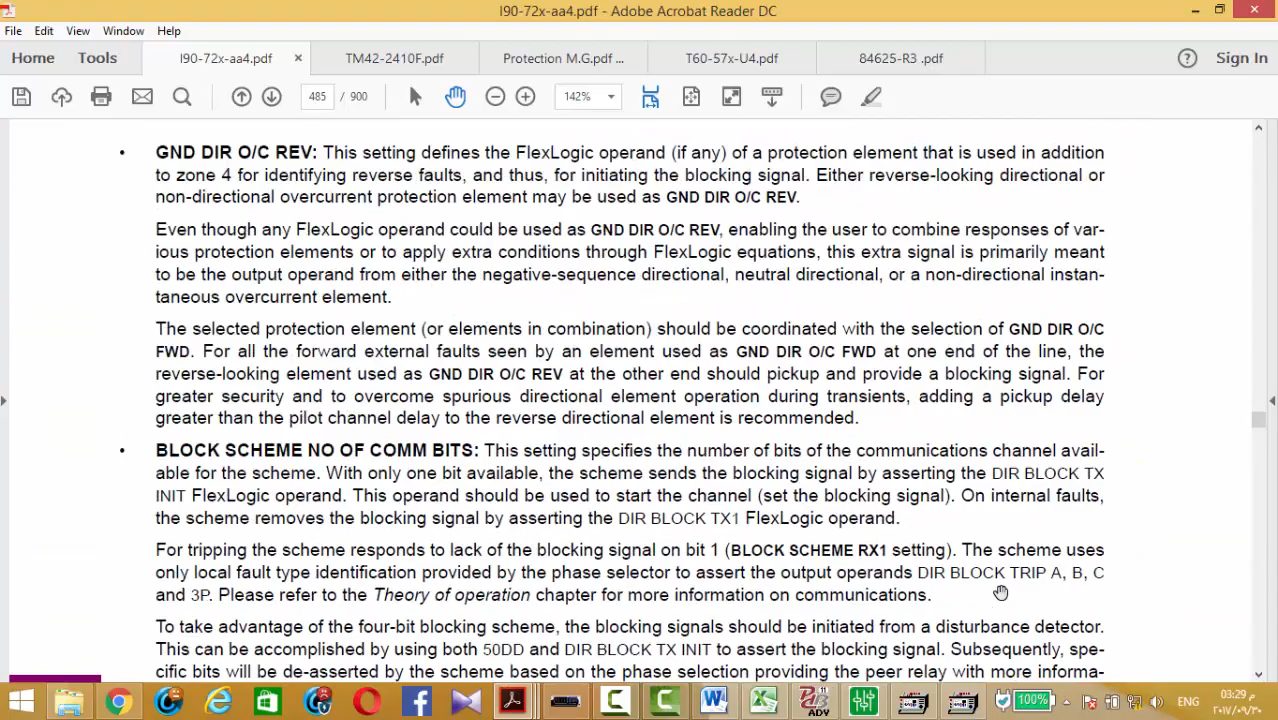 I90-72x-aa4.pdf - Adobe Acrobat Reader DC
File Edit View Window Help
Home Tools I90-72x-aa4.pdf × TM42-2410F.pdf Protection M.G.pdf ... T60-57x-U4.pdf 84625-R3 .pdf Sign In
485 / 900 142%
• GND DIR O/C REV: This setting defines the FlexLogic operand (if any) of a protection element that is used in addition
to zone 4 for identifying reverse faults, and thus, for initiating the blocking signal. Either reverse-looking directional or
non-directional overcurrent protection element may be used as GND DIR O/C REV.
Even though any FlexLogic operand could be used as GND DIR O/C REV, enabling the user to combine responses of var-
ious protection elements or to apply extra conditions through FlexLogic equations, this extra signal is primarily meant
to be the output operand from either the negative-sequence directional, neutral directional, or a non-directional instan-
taneous overcurrent element.
The selected protection element (or elements in combination) should be coordinated with the selection of GND DIR O/C
FWD. For all the forward external faults seen by an element used as GND DIR O/C FWD at one end of the line, the
reverse-looking element used as GND DIR O/C REV at the other end should pickup and provide a blocking signal. For
greater security and to overcome spurious directional element operation during transients, adding a pickup delay
greater than the pilot channel delay to the reverse directional element is recommended.
• BLOCK SCHEME NO OF COMM BITS: This setting specifies the number of bits of the communications channel avail-
able for the scheme. With only one bit available, the scheme sends the blocking signal by asserting the DIR BLOCK TX
INIT FlexLogic operand. This operand should be used to start the channel (set the blocking signal). On internal faults,
the scheme removes the blocking signal by asserting the DIR BLOCK TX1 FlexLogic operand.
For tripping the scheme responds to lack of the blocking signal on bit 1 (BLOCK SCHEME RX1 setting). The scheme uses
only local fault type identification provided by the phase selector to assert the output operands DIR BLOCK TRIP A, B, C
and 3P. Please refer to the Theory of operation chapter for more information on communications.
To take advantage of the four-bit blocking scheme, the blocking signals should be initiated from a disturbance detector.
This can be accomplished by using both 50DD and DIR BLOCK TX INIT to assert the blocking signal. Subsequently, spe-
cific bits will be de-asserted by the scheme based on the phase selection providing the peer relay with more informa-
ADV 100% ENG 03:29 م
٢٠١٧/٠٩/٣٠